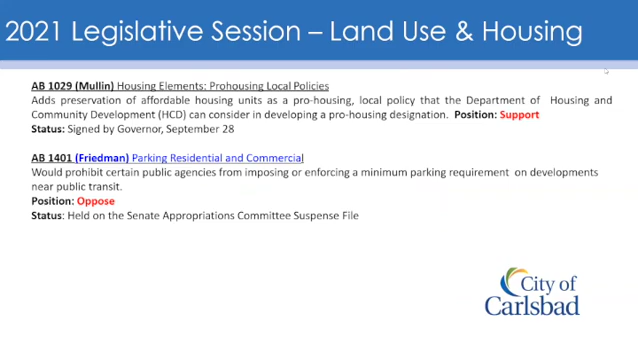 2021 Legislative Session – Land Use & Housing
AB 1029 (Mullin) Housing Elements: Prohousing Local Policies
Adds preservation of affordable housing units as a pro-housing, local policy that the Department of Housing and
Community Development (HCD) can consider in developing a pro-housing designation. Position: Support
Status: Signed by Governor, September 28
AB 1401 (Friedman) Parking Residential and Commercial
Would prohibit certain public agencies from imposing or enforcing a minimum parking requirement on developments
near public transit.
Position: Oppose
Status: Held on the Senate Appropriations Committee Suspense File
City of
Carlsbad